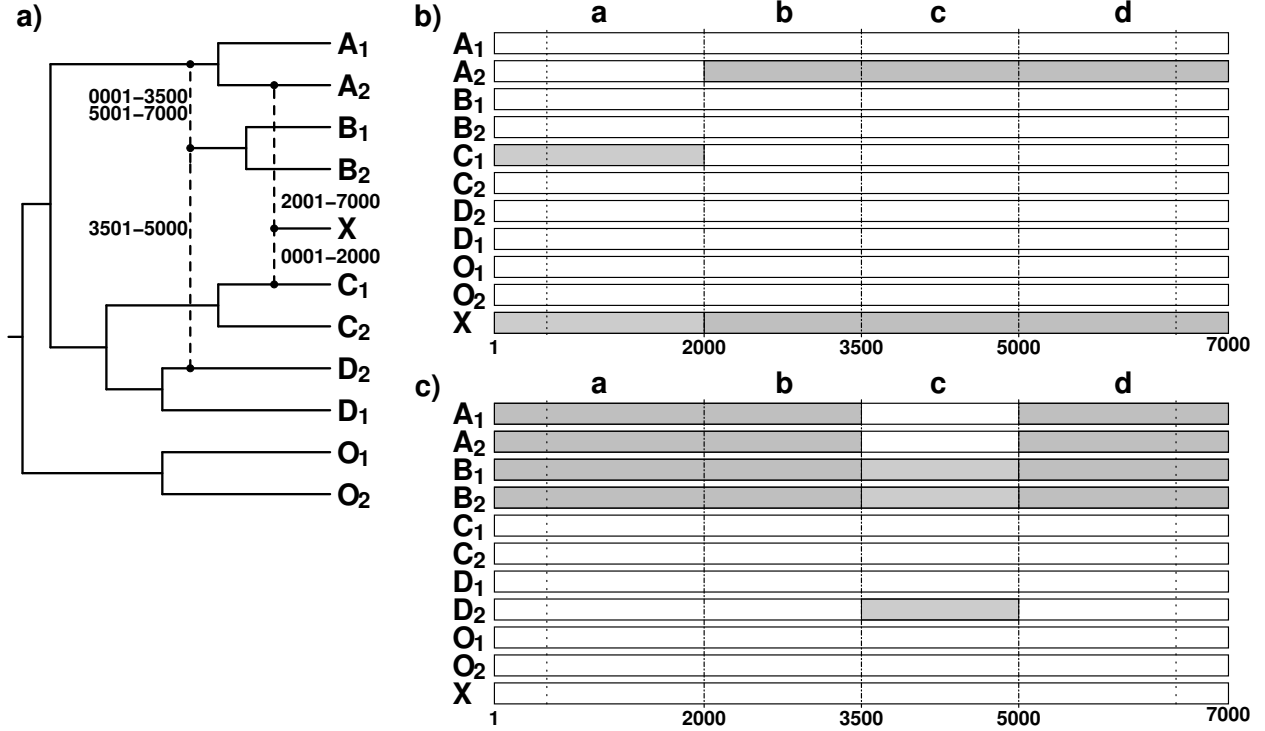 a)
A1
A2
0001–3500
5001–7000
B1
B2
2001–7000
3501–5000
X
0001–2000
C1
C2
D2
D1
O1
O2
b)
a b c d
A1
A2
B1
B2
C1
C2
D2
D1
O1
O2
X
1 2000 3500 5000 7000
c)
a b c d
A1
A2
B1
B2
C1
C2
D1
D2
O1
O2
X
1 2000 3500 5000 7000